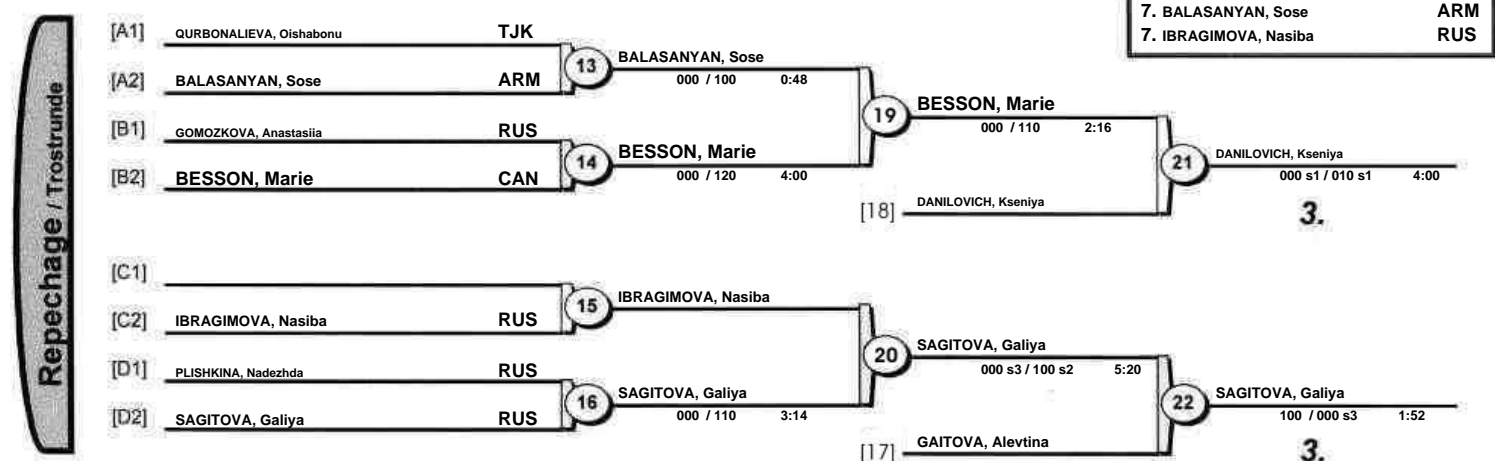 7. BALASANYAN, Sose ARM
7. IBRAGIMOVA, Nasiba RUS
Repechage / Trostrunde
[A1] QURBONALIEVA, Oishabonu TJK
[A2] BALASANYAN, Sose ARM
13 BALASANYAN, Sose
000 / 100 0:48
[B1] GOMOZKOVA, Anastasiia RUS
[B2] BESSON, Marie CAN
14 BESSON, Marie
000 / 120 4:00
19 BESSON, Marie
000 / 110 2:16
[18] DANILOVICH, Kseniya
21 DANILOVICH, Kseniya
000 s1 / 010 s1 4:00
3.
[C1]
[C2] IBRAGIMOVA, Nasiba RUS
15 IBRAGIMOVA, Nasiba
[D1] PLISHKINA, Nadezhda RUS
[D2] SAGITOVA, Galiya RUS
16 SAGITOVA, Galiya
000 / 110 3:14
20 SAGITOVA, Galiya
000 s3 / 100 s2 5:20
[17] GAITOVA, Alevtina
22 SAGITOVA, Galiya
100 / 000 s3 1:52
3.